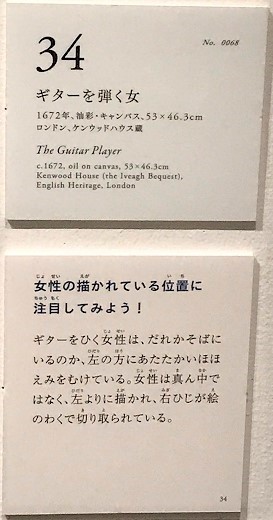 34
No. 0068
ギターを弾く女
1672年、油彩・キャンバス、53×46.3cm
ロンドン、ケンウッドハウス蔵
The Guitar Player
c.1672, oil on canvas, 53×46.3cm
Kenwood House (the Iveagh Bequest),
English Heritage, London
女性の描かれている位置に
注目してみよう！
ギターをひく女性は、だれかそばに
いるのか、左の方にあたたかいほほ
えみをむけている。女性は真ん中で
はなく、左よりに描かれ、右ひじが絵
のわくで切り取られている。
34